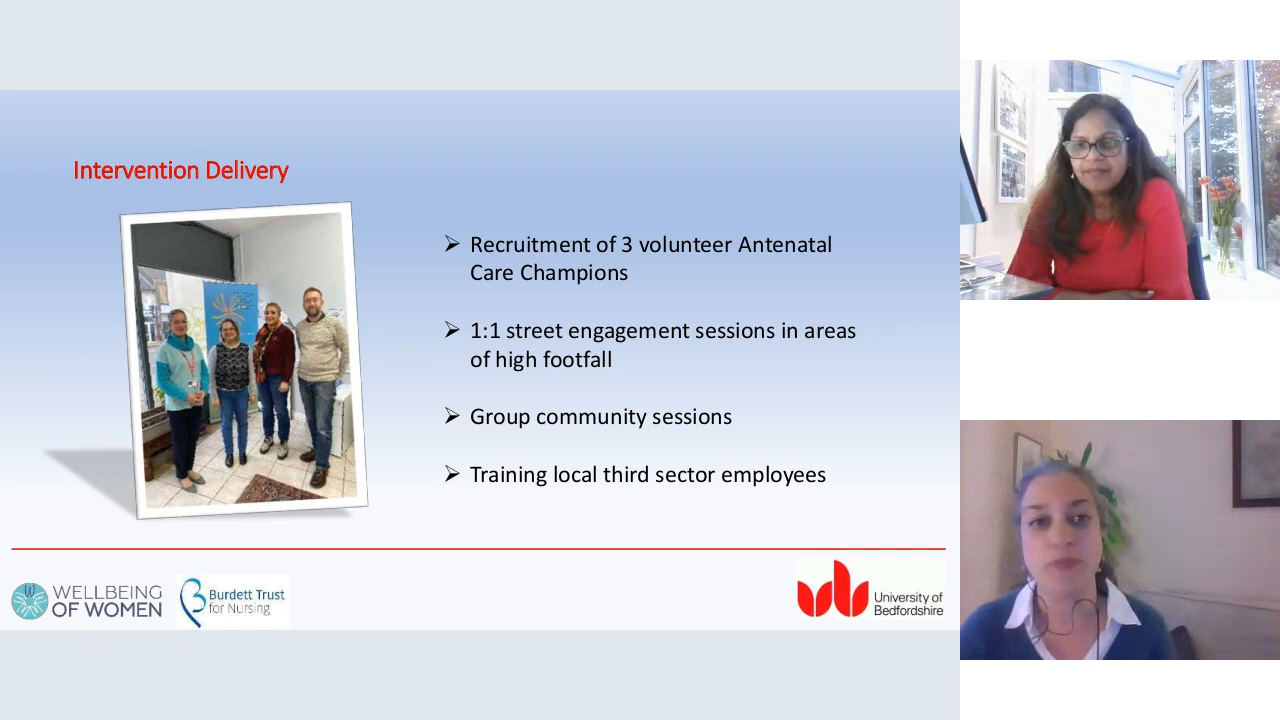 Intervention Delivery
➢ Recruitment of 3 volunteer Antenatal
Care Champions
➢ 1:1 street engagement sessions in areas
of high footfall
➢ Group community sessions
➢ Training local third sector employees
WELLBEING
OF WOMEN
Burdett Trust
for Nursing
University of
Bedfordshire